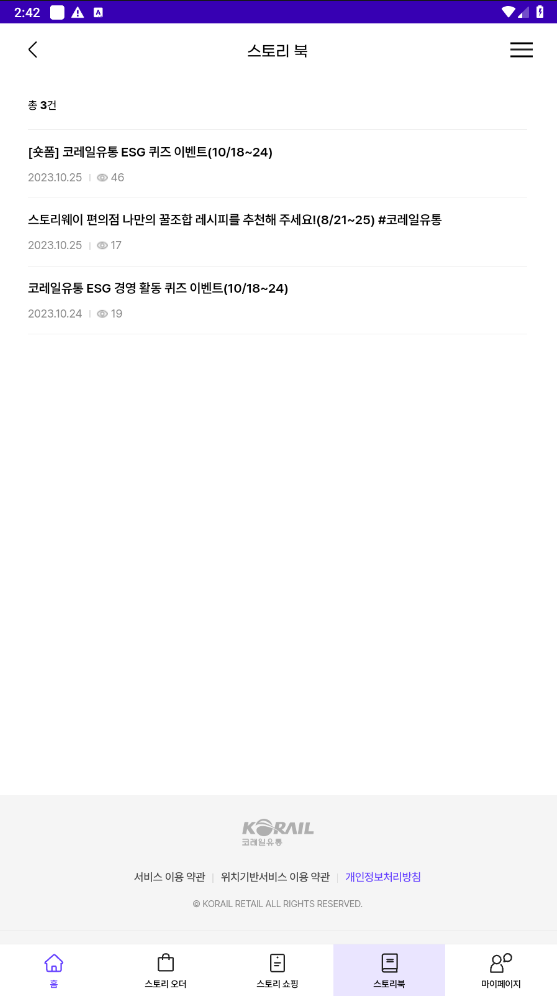 2:42
스토리 북
총 3건
[숏폼] 코레일유통 ESG 퀴즈 이벤트(10/18~24)
2023.10.25 | 46
스토리웨이 편의점 나만의 꿀조합 레시피를 추천해 주세요!(8/21~25) #코레일유통
2023.10.25 | 17
코레일유통 ESG 경영 활동 퀴즈 이벤트(10/18~24)
2023.10.24 | 19
KORAIL
코레일유통
서비스 이용 약관 | 위치기반서비스 이용 약관 | 개인정보처리방침
© KORAIL RETAIL ALL RIGHTS RESERVED.
홈 스토리 오더 스토리 쇼핑 스토리북 마이페이지